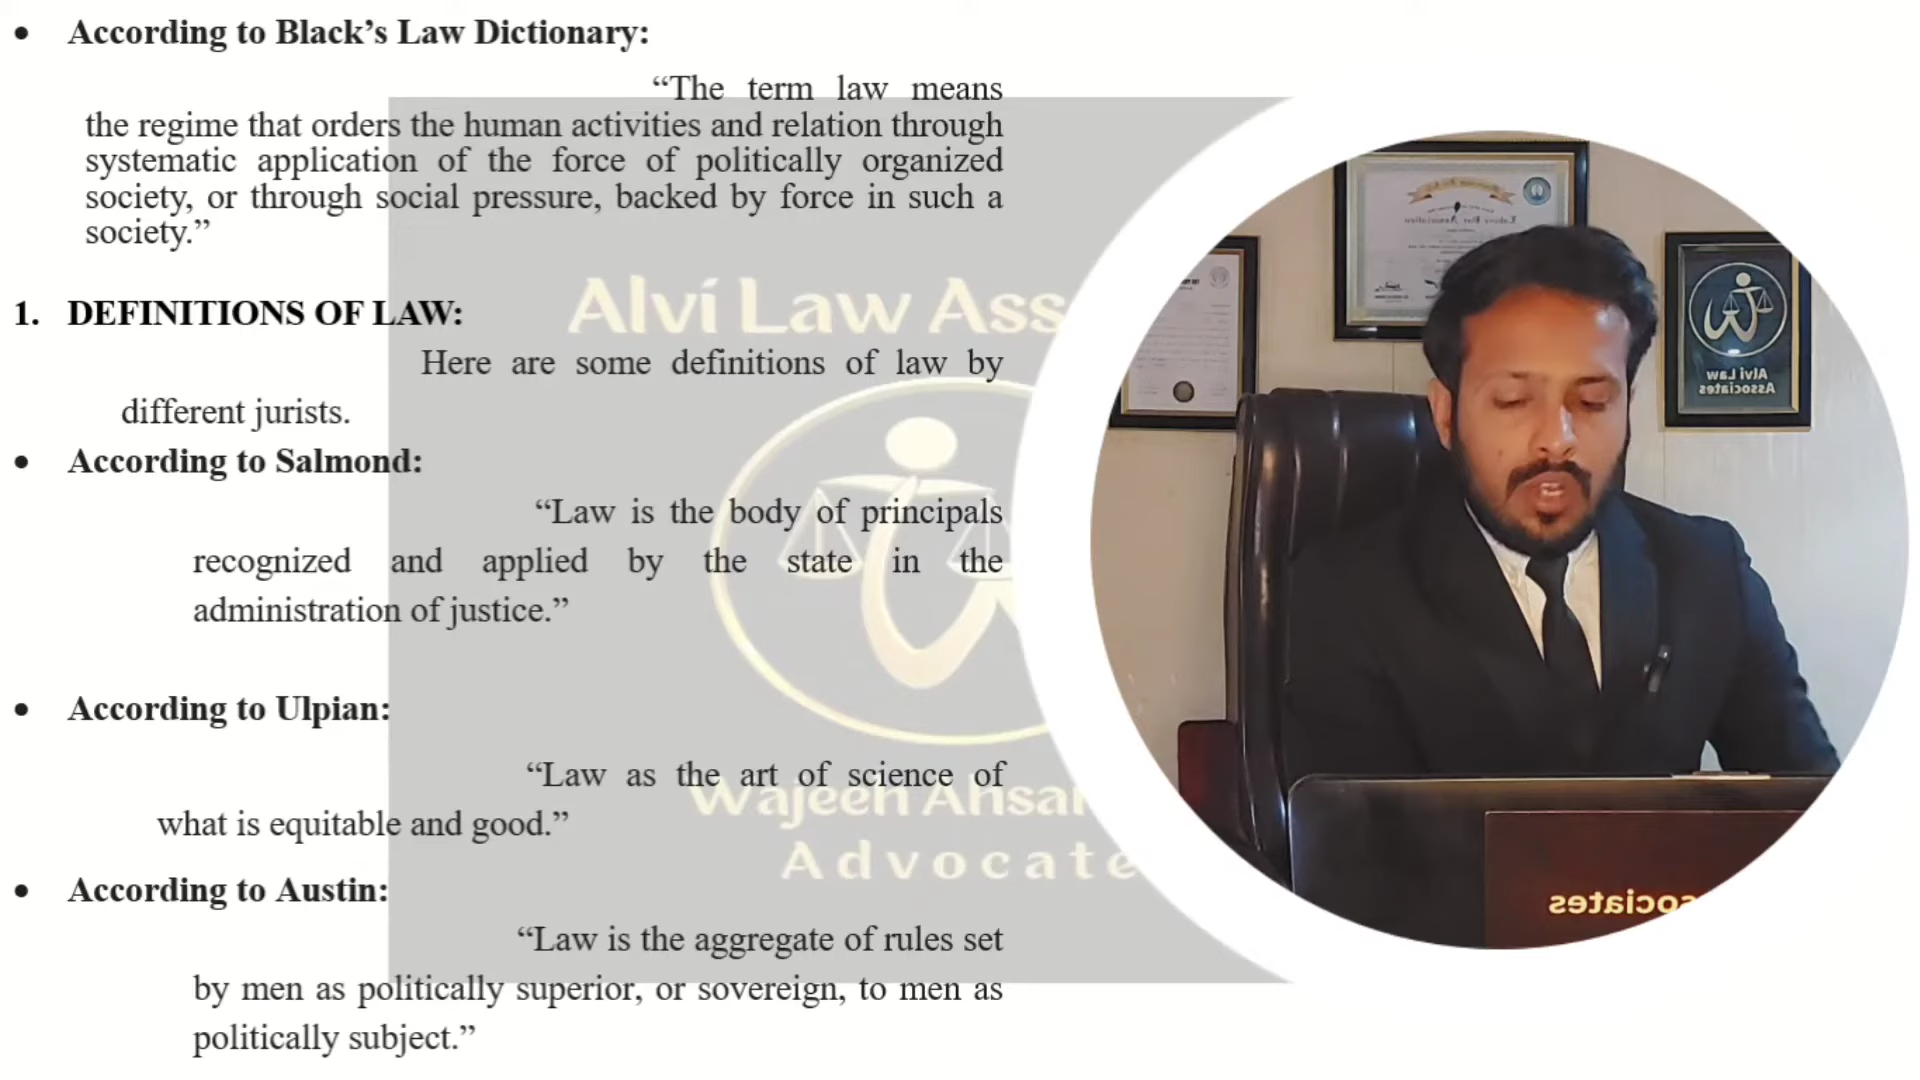 • According to Black’s Law Dictionary:
“The term law means
the regime that orders the human activities and relation through
systematic application of the force of politically organized
society, or through social pressure, backed by force in such a
society.”
1. DEFINITIONS OF LAW:
Here are some definitions of law by
different jurists.
• According to Salmond:
“Law is the body of principals
recognized and applied by the state in the
administration of justice.”
• According to Ulpian:
“Law as the art of science of
what is equitable and good.”
• According to Austin:
“Law is the aggregate of rules set
by men as politically superior, or sovereign, to men as
politically subject.”
Alvi Law Ass
Wajeeh Ahsa
Advocate
Lahore Bar Association
Alvi Law
Associates
sociates